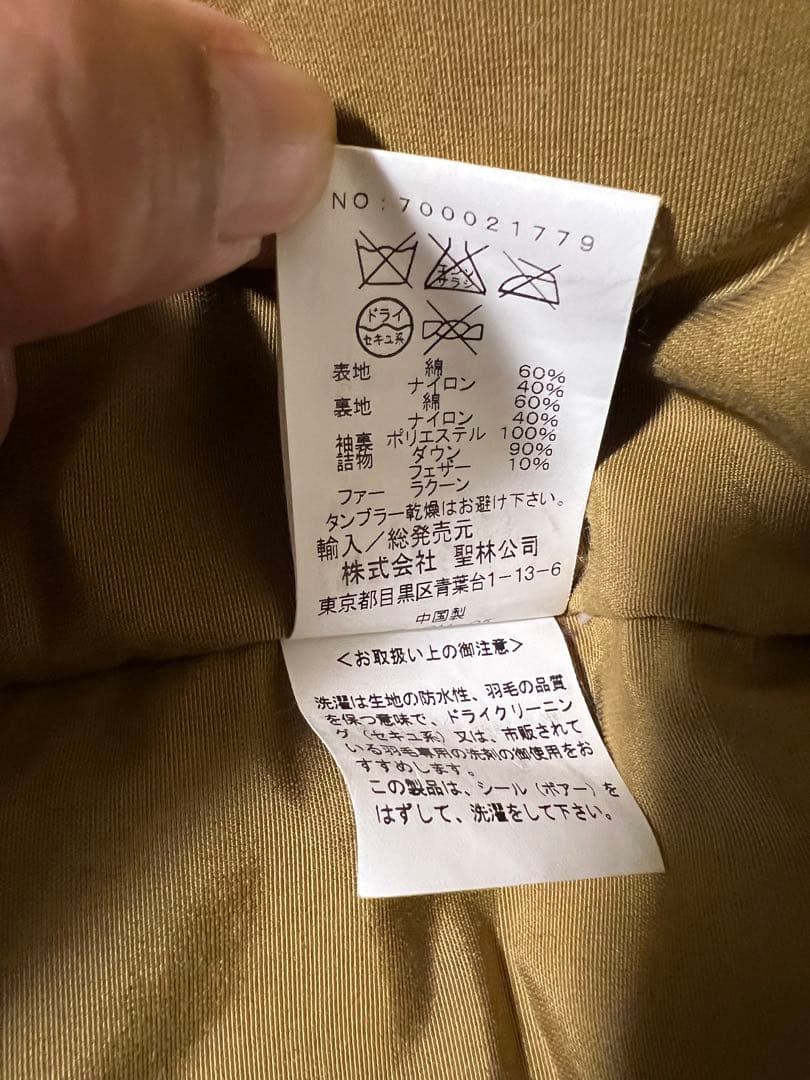 NO:700021779
エンソ
サラシ
ドライ
セキユ系
表地 綿 60%
ナイロン 40%
裏地 綿 60%
ナイロン 40%
袖裏 ポリエステル 100%
詰物 ダウン 90%
フェザー 10%
ファー ラクーン
タンブラー乾燥はお避け下さい。
輸入/総発売元
株式会社 聖林公司
東京都目黒区青葉台1-13-6
中国製
<お取扱い上の御注意>
洗濯は生地の防水性、羽毛の品質
を保つ意味で、ドライクリーニン
グ(セキユ系)又は、市販されて
いる羽毛専用の洗剤の御使用をお
すすめします。
この製品は、シール(ボアー)を
はずして、洗濯をして下さい。